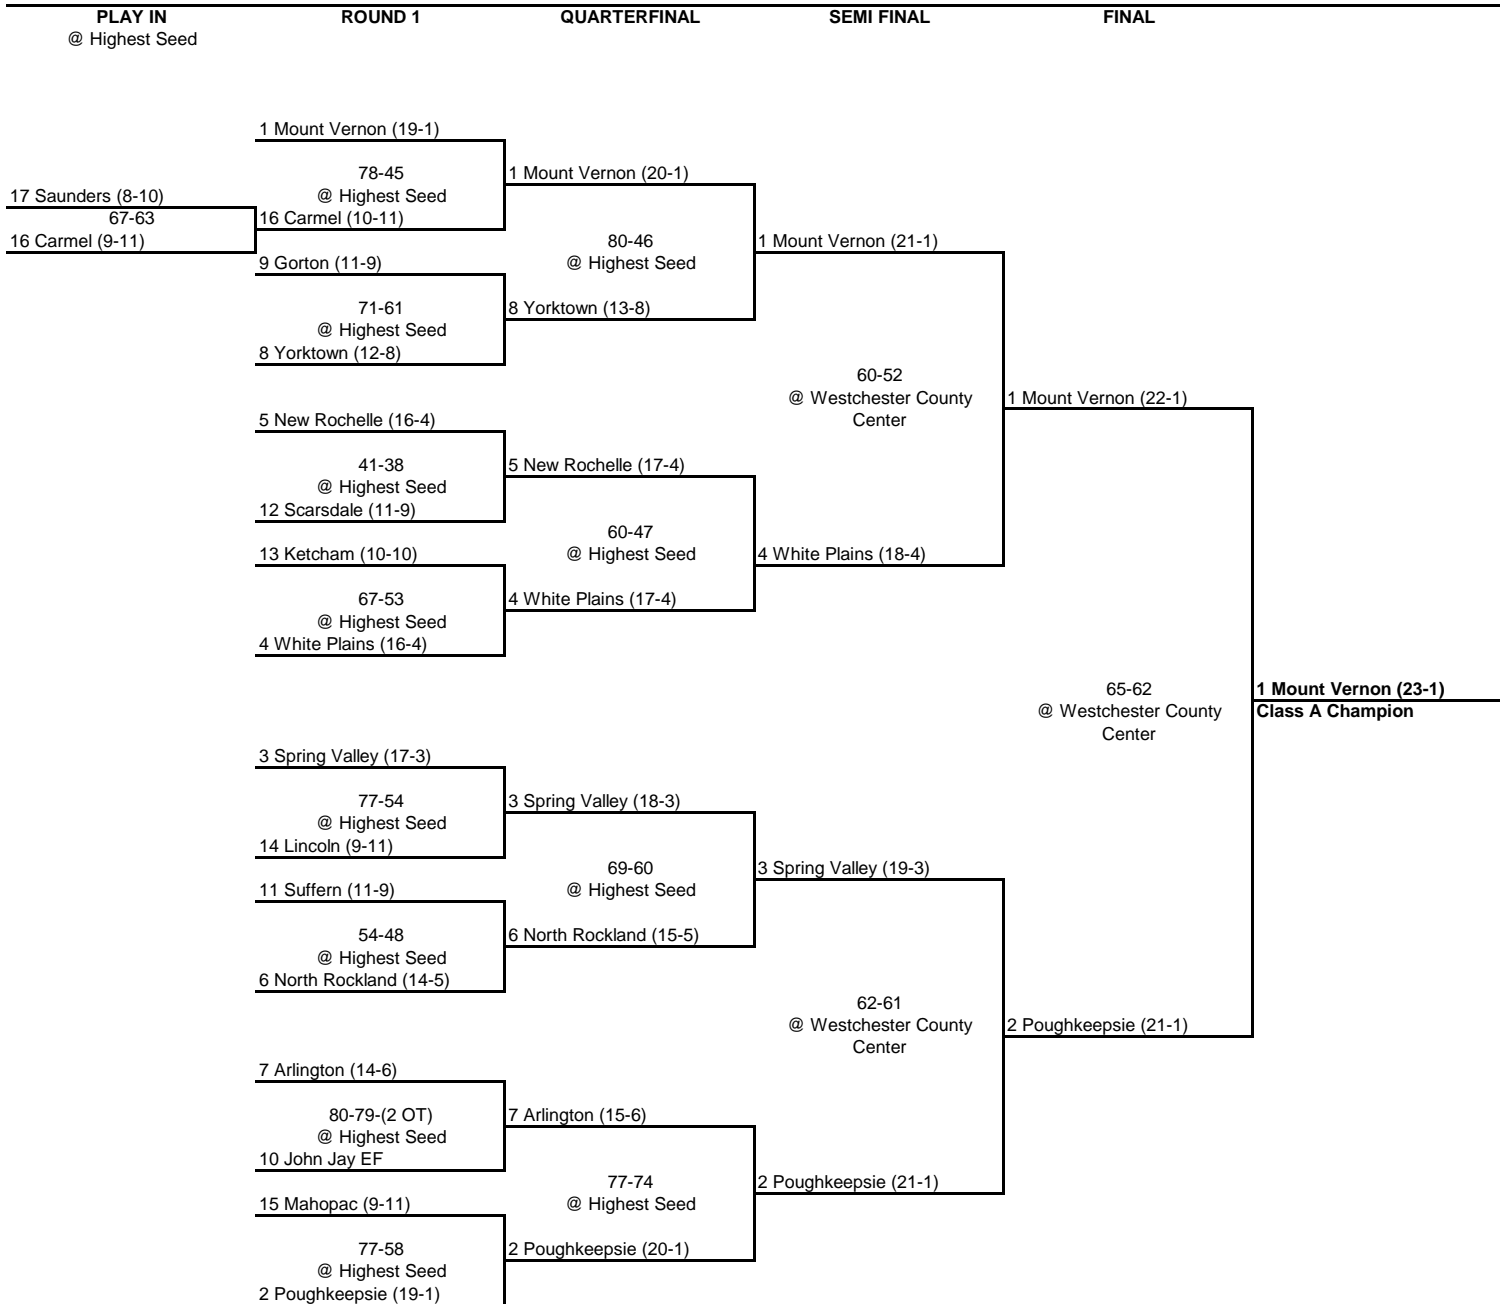 PLAY IN
@ Highest Seed
ROUND 1
QUARTERFINAL
SEMI FINAL
FINAL
17 Saunders (8-10)
67-63
16 Carmel (9-11)
1 Mount Vernon (19-1)
78-45
@ Highest Seed
16 Carmel (10-11)
9 Gorton (11-9)
71-61
@ Highest Seed
8 Yorktown (12-8)
5 New Rochelle (16-4)
41-38
@ Highest Seed
12 Scarsdale (11-9)
13 Ketcham (10-10)
67-53
@ Highest Seed
4 White Plains (16-4)
3 Spring Valley (17-3)
77-54
@ Highest Seed
14 Lincoln (9-11)
11 Suffern (11-9)
54-48
@ Highest Seed
6 North Rockland (14-5)
7 Arlington (14-6)
80-79-(2 OT)
@ Highest Seed
10 John Jay EF
15 Mahopac (9-11)
77-58
@ Highest Seed
2 Poughkeepsie (19-1)
1 Mount Vernon (20-1)
80-46
@ Highest Seed
8 Yorktown (13-8)
5 New Rochelle (17-4)
60-47
@ Highest Seed
4 White Plains (17-4)
3 Spring Valley (18-3)
69-60
@ Highest Seed
6 North Rockland (15-5)
7 Arlington (15-6)
77-74
@ Highest Seed
2 Poughkeepsie (20-1)
1 Mount Vernon (21-1)
60-52
@ Westchester County
Center
4 White Plains (18-4)
3 Spring Valley (19-3)
62-61
@ Westchester County
Center
2 Poughkeepsie (21-1)
1 Mount Vernon (22-1)
65-62
@ Westchester County
Center
2 Poughkeepsie (21-1)
1 Mount Vernon (23-1)
Class A Champion